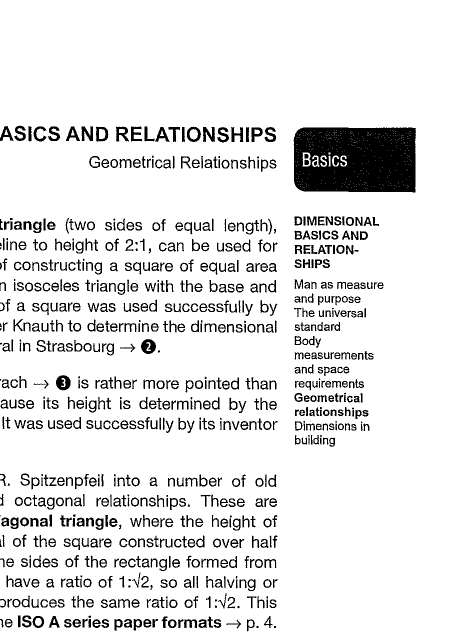 ASICS AND RELATIONSHIPS
Geometrical Relationships
Basics
triangle (two sides of equal length),
eline to height of 2:1, can be used for
of constructing a square of equal area
n isosceles triangle with the base and
of a square was used successfully by
er Knauth to determine the dimensional
ral in Strasbourg → ❷.
rach → ❸ is rather more pointed than
ause its height is determined by the
It was used successfully by its inventor
R. Spitzenpfeil into a number of old
d octagonal relationships. These are
agonal triangle, where the height of
al of the square constructed over half
he sides of the rectangle formed from
have a ratio of 1:√2, so all halving or
produces the same ratio of 1:√2. This
he ISO A series paper formats → p. 4.
DIMENSIONAL
BASICS AND
RELATION-
SHIPS
Man as measure
and purpose
The universal
standard
Body
measurements
and space
requirements
Geometrical
relationships
Dimensions in
building